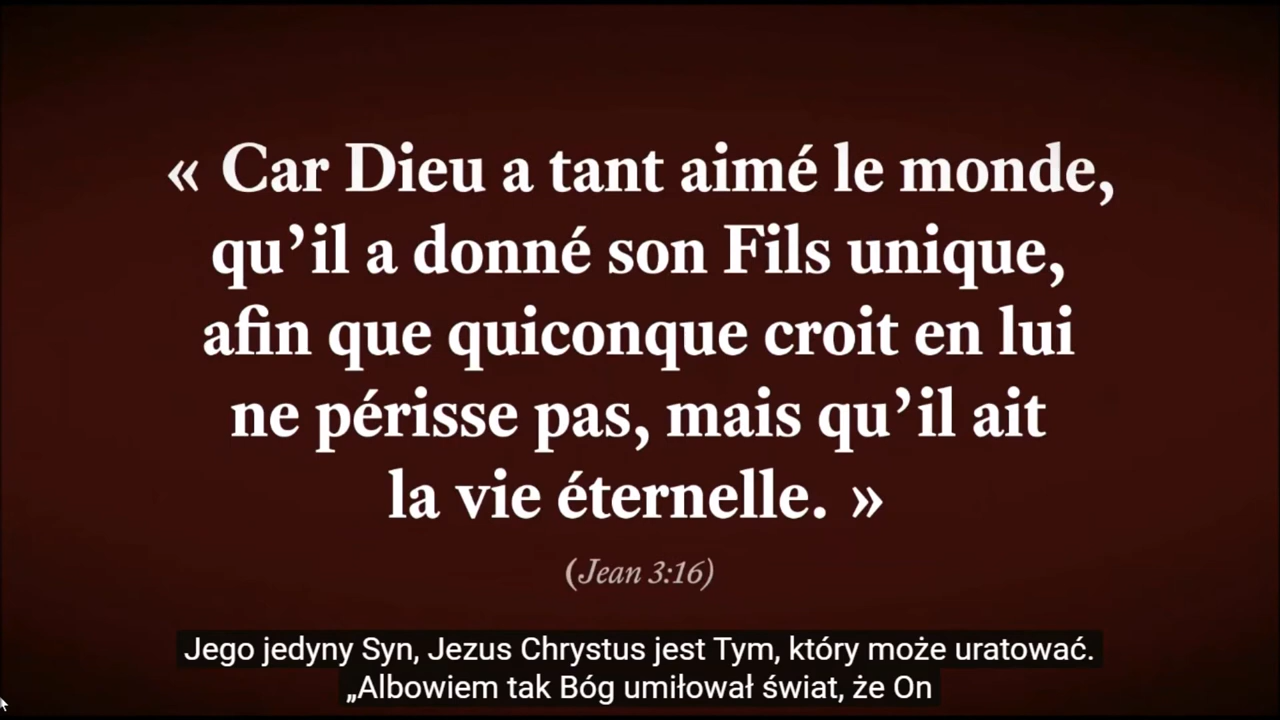 « Car Dieu a tant aimé le monde,
qu’il a donné son Fils unique,
afin que quiconque croit en lui
ne périsse pas, mais qu’il ait
la vie éternelle. »
(Jean 3:16)
Jego jedyny Syn, Jezus Chrystus jest Tym, który może uratować.
„Albowiem tak Bóg umiłował świat, że On